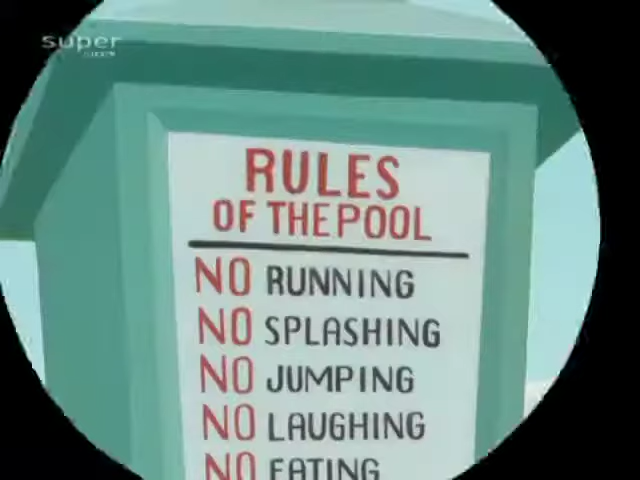 super
RULES
OF THE POOL
NO RUNNING
NO SPLASHING
NO JUMPING
NO LAUGHING
NO EATING